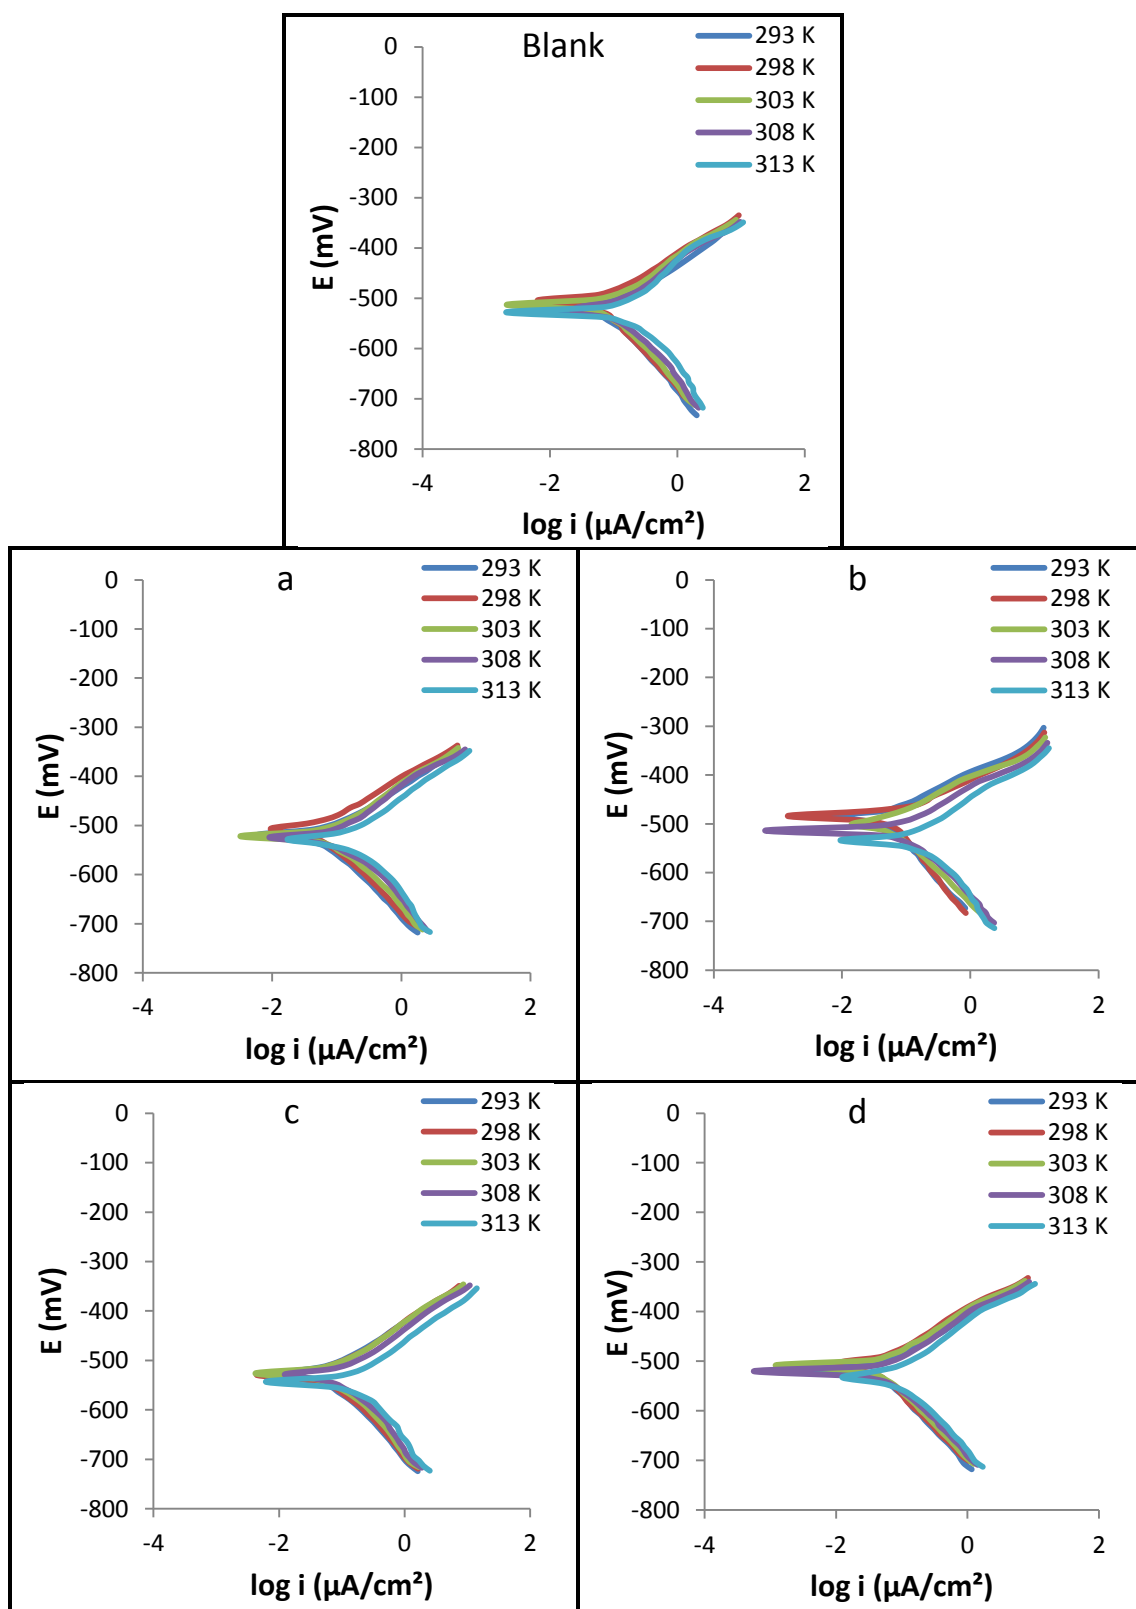 Blank
293 K
298 K
303 K
308 K
313 K
0
-100
-200
-300
-400
-500
-600
-700
-800
E (mV)
-4 -2 0 2
log i (µA/cm²)
a
293 K
298 K
303 K
308 K
313 K
0
-100
-200
-300
-400
-500
-600
-700
-800
E (mV)
-4 -2 0 2
log i (µA/cm²)
b
293 K
298 K
303 K
308 K
313 K
0
-100
-200
-300
-400
-500
-600
-700
-800
E (mV)
-4 -2 0 2
log i (µA/cm²)
c
293 K
298 K
303 K
308 K
313 K
0
-100
-200
-300
-400
-500
-600
-700
-800
E (mV)
-4 -2 0 2
log i (µA/cm²)
d
293 K
298 K
303 K
308 K
313 K
0
-100
-200
-300
-400
-500
-600
-700
-800
E (mV)
-4 -2 0 2
log i (µA/cm²)